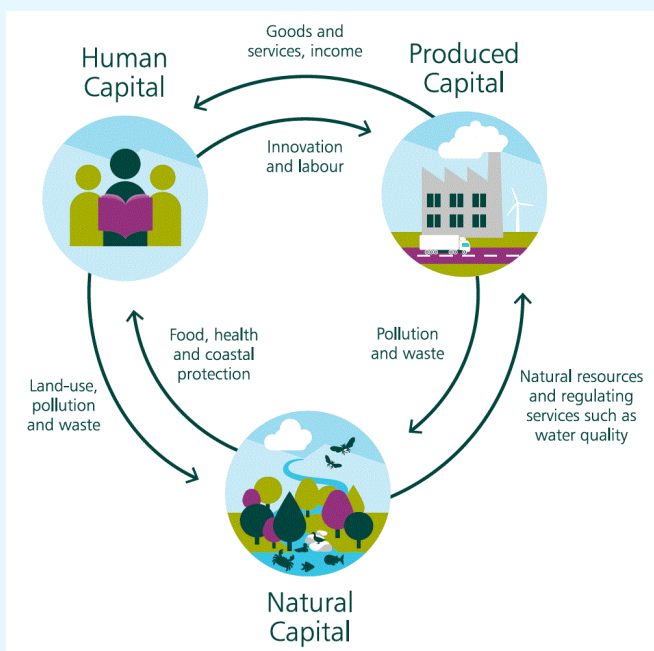 Human
Capital
Goods and
services, income
Produced
Capital
Innovation
and labour
Food, health
and coastal
protection
Pollution
and waste
Land-use,
pollution
and waste
Natural resources
and regulating
services such as
water quality
Natural
Capital